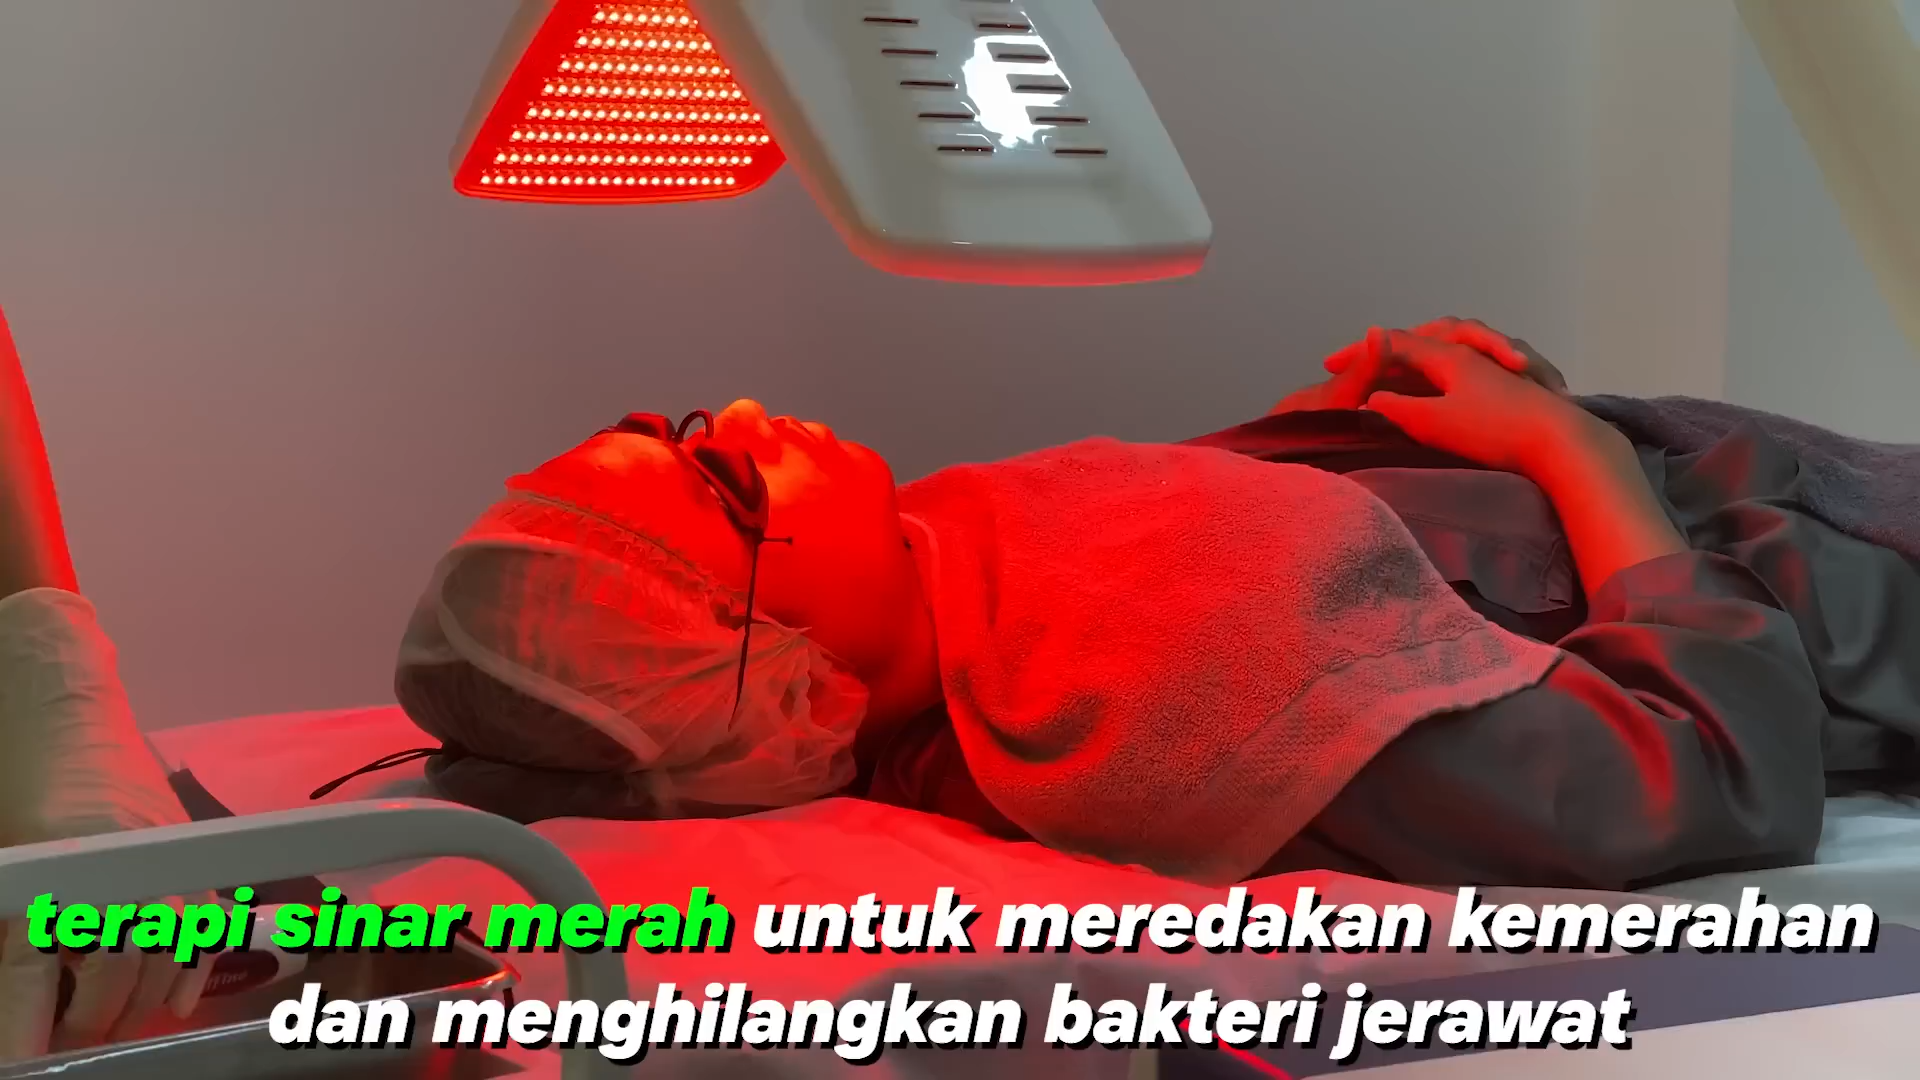 terapi sinar merah untuk meredakan kemerahan
dan menghilangkan bakteri jerawat